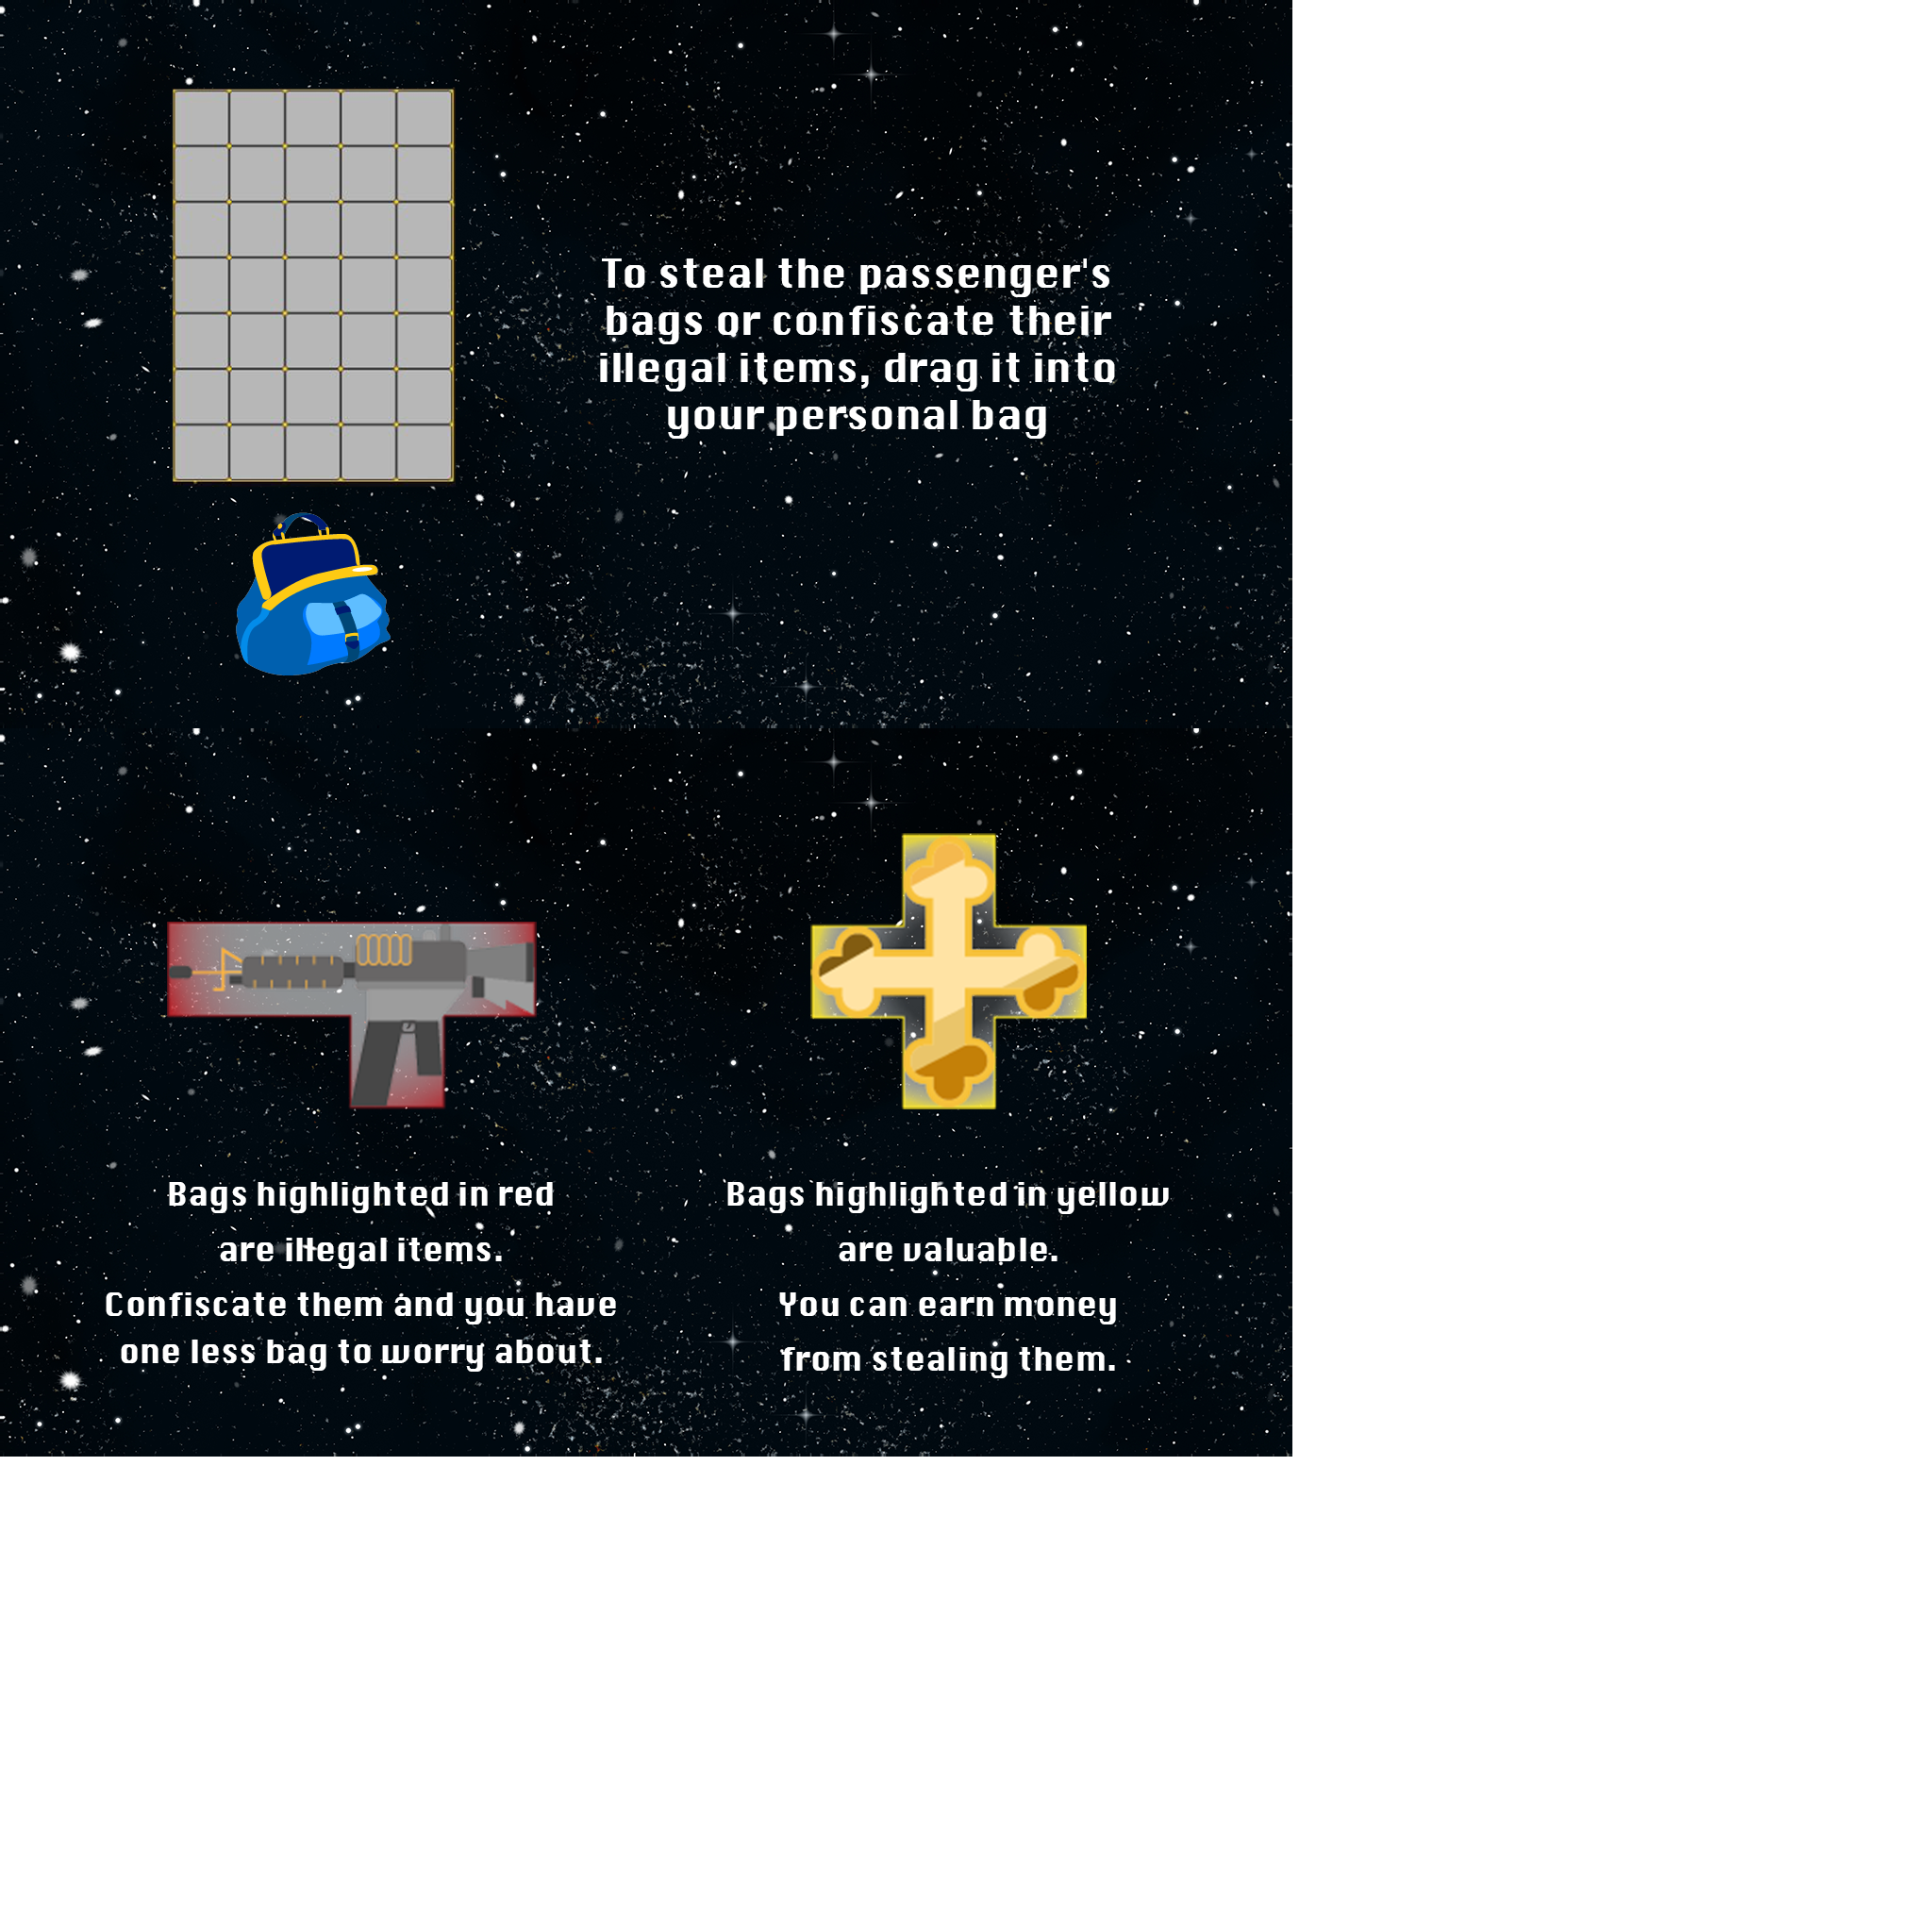 To steal the passenger's
bags or confiscate their
illegal items, drag it into
your personal bag
Bags highlighted in red
are illegal items.
Confiscate them and you have
one less bag to worry about.
Bags highlighted in yellow
are valuable.
You can earn money
from stealing them.